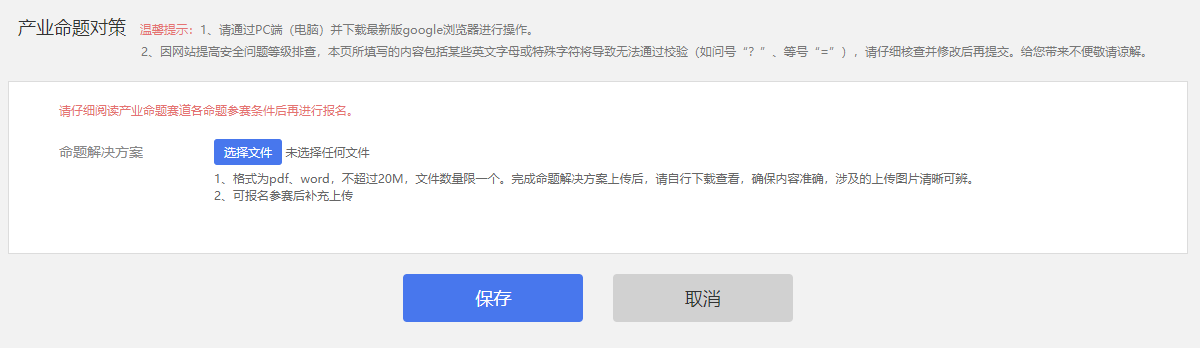 产业命题对策 温馨提示：1、请通过PC端（电脑）并下载最新版google浏览器进行操作。
2、因网站提高安全问题等级排查，本页所填写的内容包括某些英文字母或特殊字符将导致无法通过校验（如问号“？”、等号“=”），请仔细核查并修改后再提交。给您带来不便敬请谅解。
请仔细阅读产业命题赛道各命题参赛条件后再进行报名。
命题解决方案 选择文件 未选择任何文件
1、格式为pdf、word，不超过20M，文件数量限一个。完成命题解决方案上传后，请自行下载查看，确保内容准确，涉及的上传图片清晰可辨。
2、可报名参赛后补充上传
保存 取消